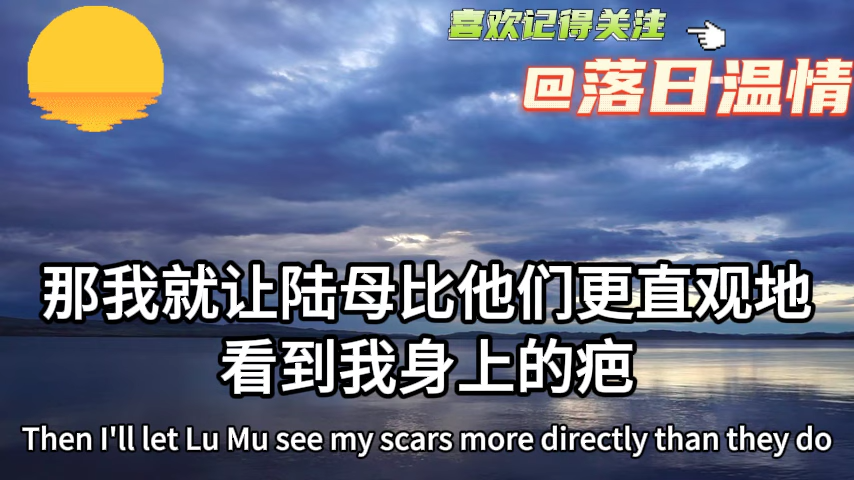 喜欢记得关注
@落日温情
那我就让陆母比他们更直观地
看到我身上的疤
Then I'll let Lu Mu see my scars more directly than they do